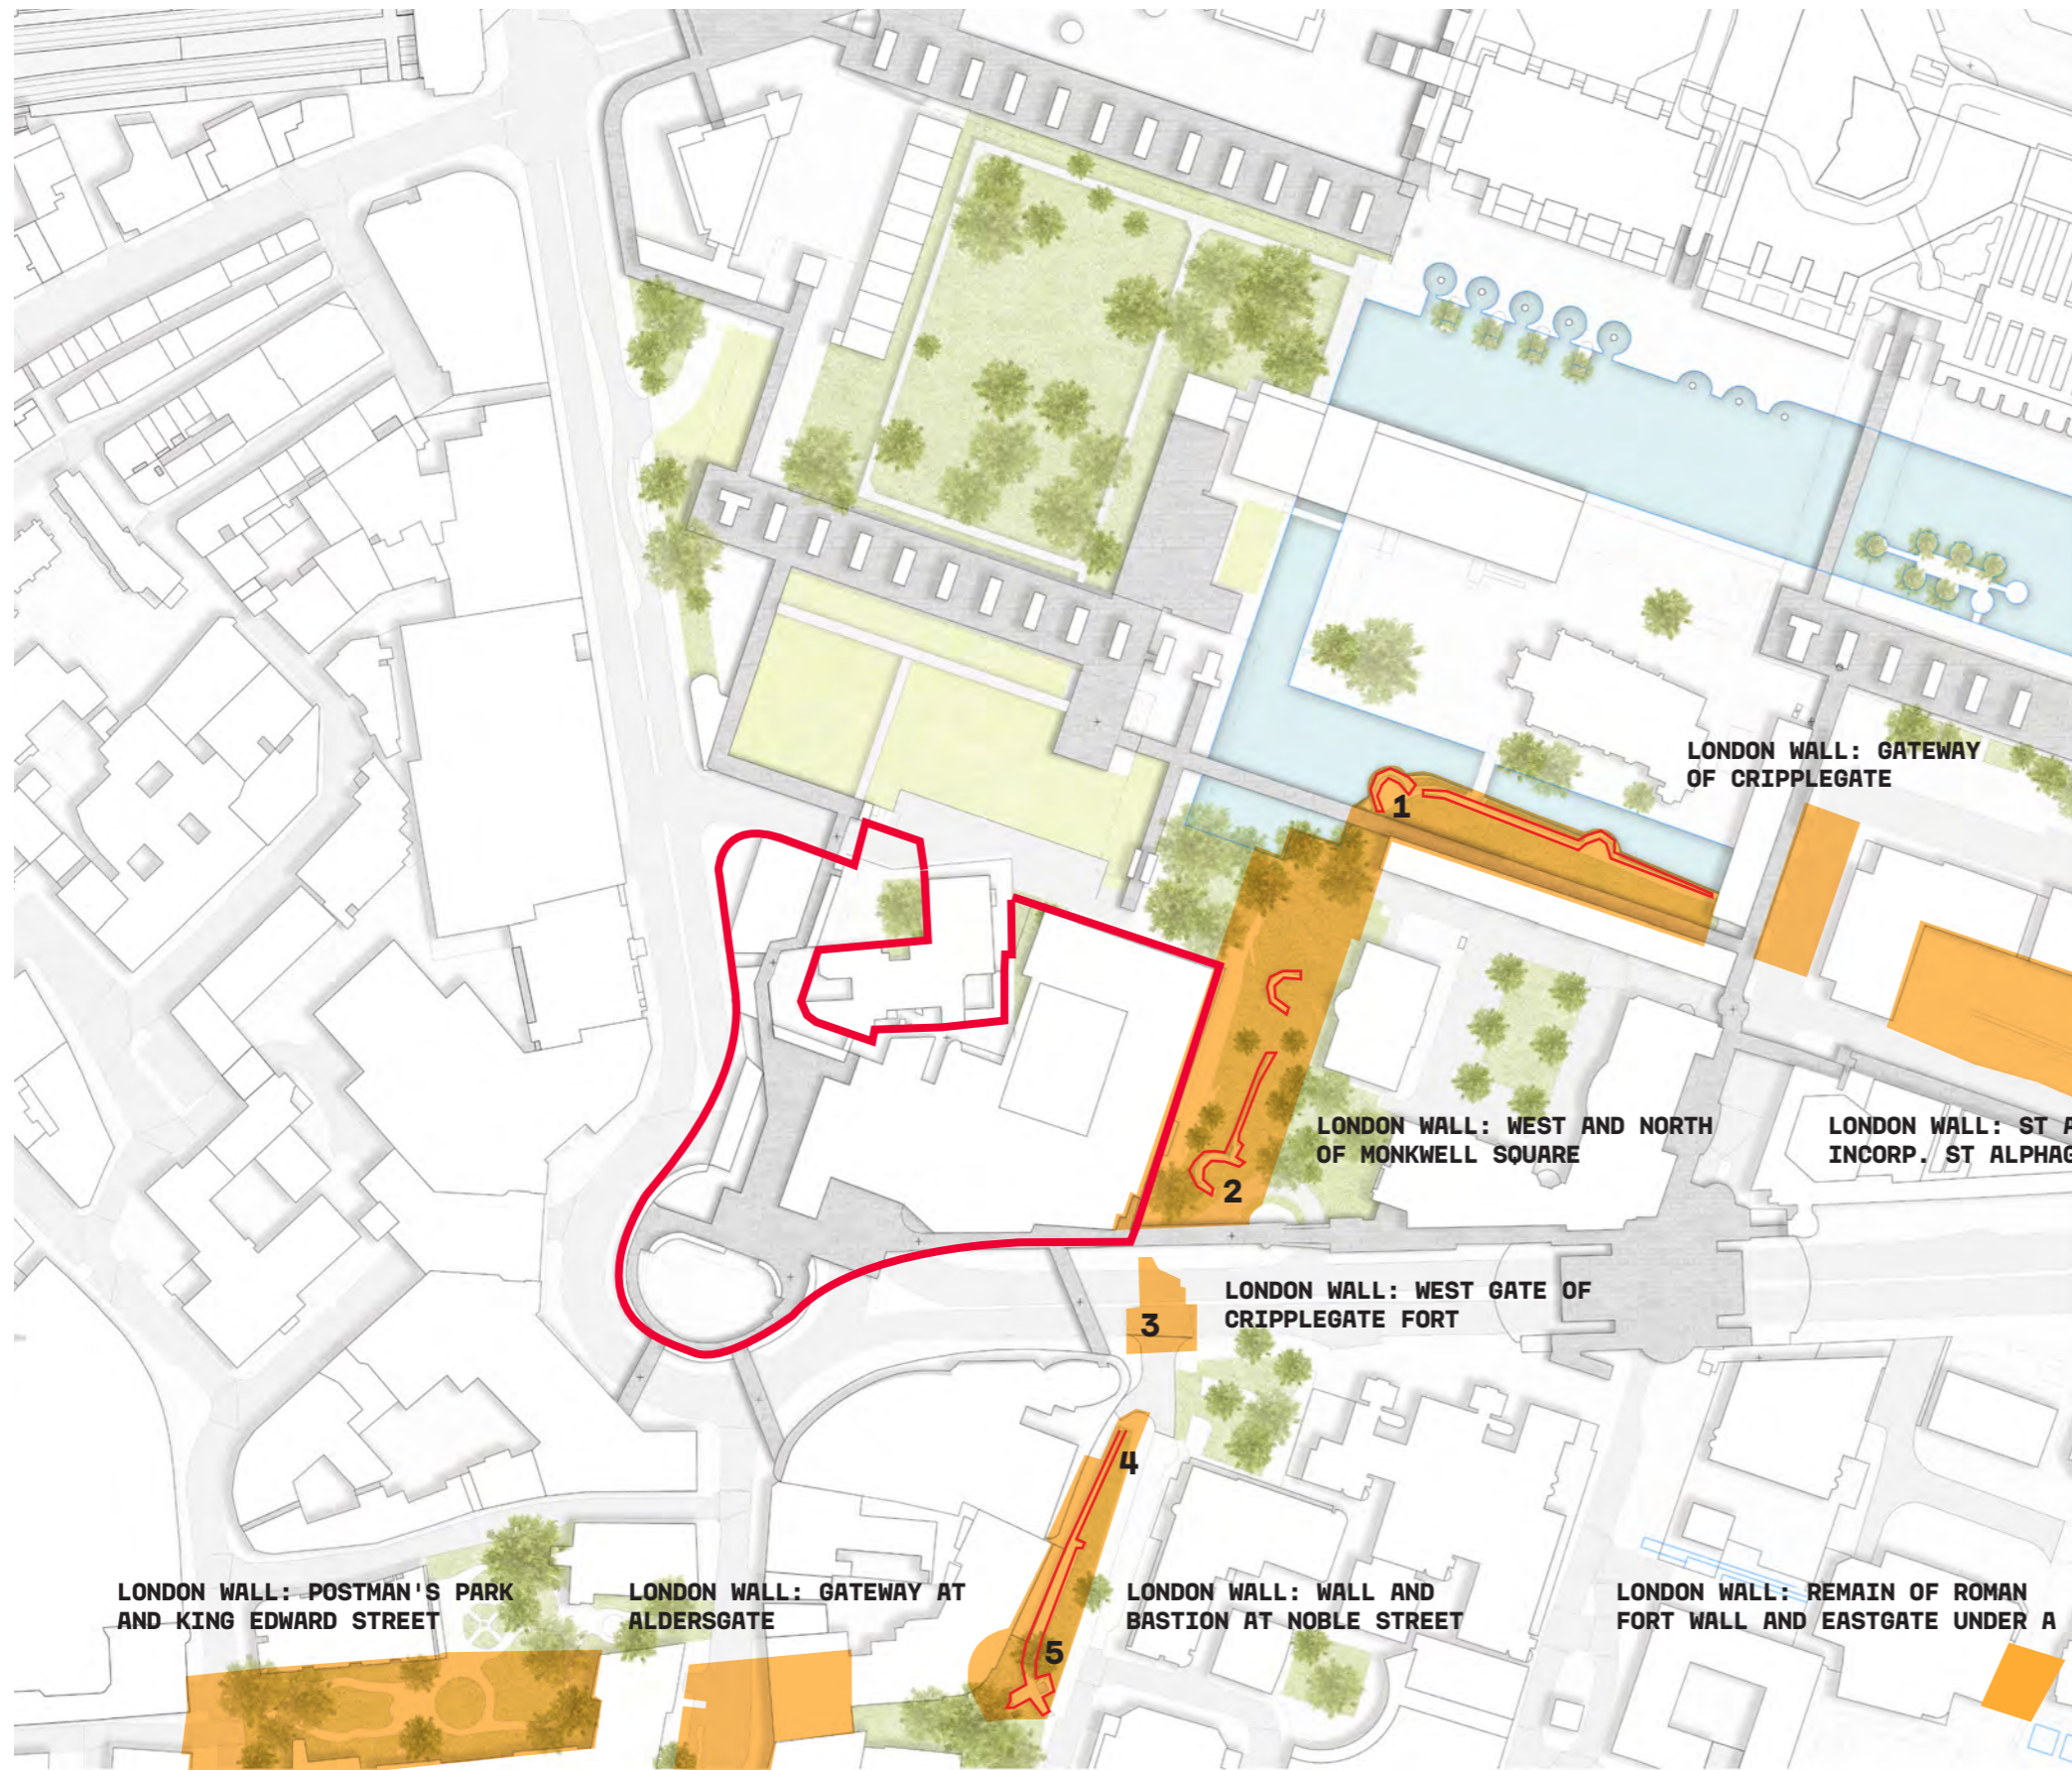 LONDON WALL: GATEWAY
OF CRIPPLEGATE
1
LONDON WALL: WEST AND NORTH
OF MONKWELL SQUARE
LONDON WALL: ST A
INCORP. ST ALPHAG
2
LONDON WALL: WEST GATE OF
CRIPPLEGATE FORT
3
4
LONDON WALL: POSTMAN'S PARK
AND KING EDWARD STREET
LONDON WALL: GATEWAY AT
ALDERSGATE
LONDON WALL: WALL AND
BASTION AT NOBLE STREET
LONDON WALL: REMAIN OF ROMAN
FORT WALL AND EASTGATE UNDER A
5